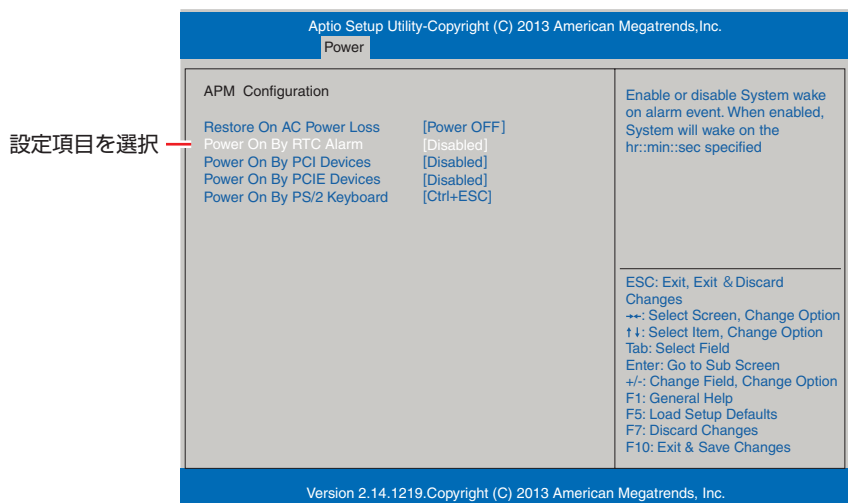 Aptio Setup Utility-Copyright (C) 2013 American Megatrends,Inc.
Power
設定項目を選択
APM Configuration
Restore On AC Power Loss [Power OFF]
Power On By RTC Alarm [Disabled]
Power On By PCI Devices [Disabled]
Power On By PCIE Devices [Disabled]
Power On By PS/2 Keyboard [Ctrl+ESC]
Enable or disable System wake
on alarm event. When enabled,
System will wake on the
hr::min::sec specified
ESC: Exit, Exit & Discard
Changes
→←: Select Screen, Change Option
↑↓: Select Item, Change Option
Tab: Select Field
Enter: Go to Sub Screen
+/-: Change Field, Change Option
F1: General Help
F5: Load Setup Defaults
F7: Discard Changes
F10: Exit & Save Changes
Version 2.14.1219.Copyright (C) 2013 American Megatrends, Inc.